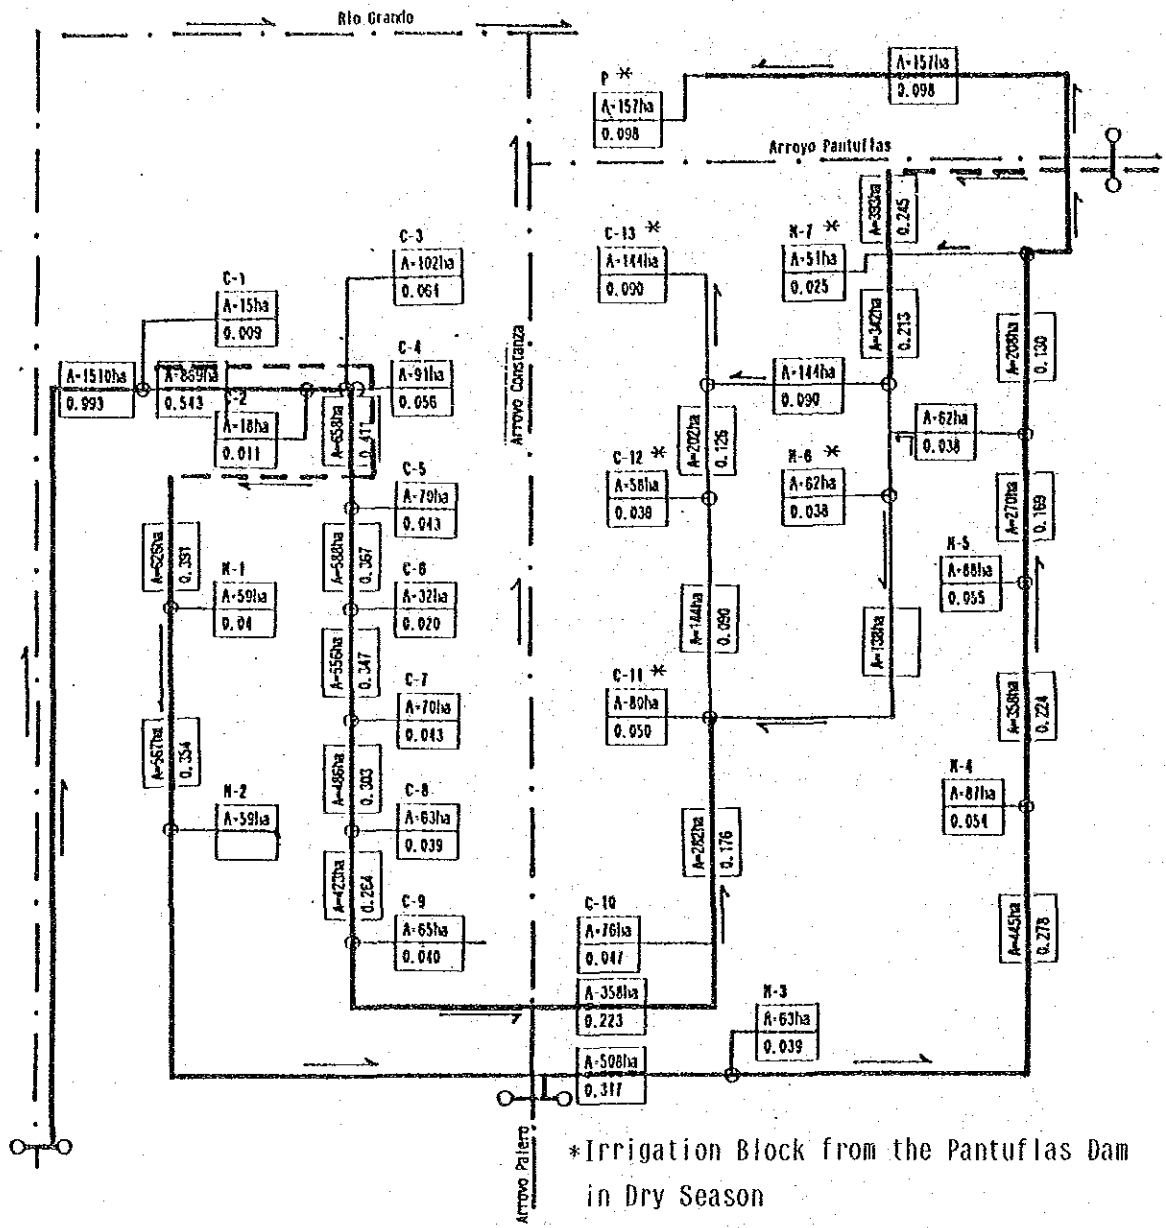 Rio Grando
P *
A=157ha
0.098
A=157ha
0.098
Arroyo Pantuflas
A=393ha
0.245
C-3
A=102ha
0.064
C-13 *
A=144ha
0.090
N-7 *
A=51ha
0.025
C-1
A=15ha
0.009
A=342ha
0.213
A=208ha
0.130
C-4
A=91ha
0.056
Arroyo Constanza
A=1510ha
0.993
A=869ha
0.543
C-2
A=18ha
0.011
A=658ha
0.411
A=144ha
0.090
A=202ha
0.126
A=62ha
0.038
C-5
A=70ha
0.043
C-12 *
A=58ha
0.038
N-6 *
A=62ha
0.038
A=270ha
0.169
A=626ha
0.391
N-1
A=59ha
0.04
A=588ha
0.367
C-6
A=32ha
0.020
N-5
A=88ha
0.055
A=144ha
0.090
A=138ha
A=556ha
0.347
C-7
A=70ha
0.043
C-11 *
A=80ha
0.050
A=358ha
0.224
A=567ha
0.354
A=486ha
0.303
N-2
A=59ha
C-8
A=63ha
0.039
N-4
A=87ha
0.054
A=282ha
0.176
A=423ha
0.264
C-9
A=65ha
0.040
C-10
A=76ha
0.047
A=445ha
0.278
A=358ha
0.223
N-3
A=63ha
0.039
A=508ha
0.317
Arroyo Palero
*Irrigation Block from the Pantuflas Dam
in Dry Season